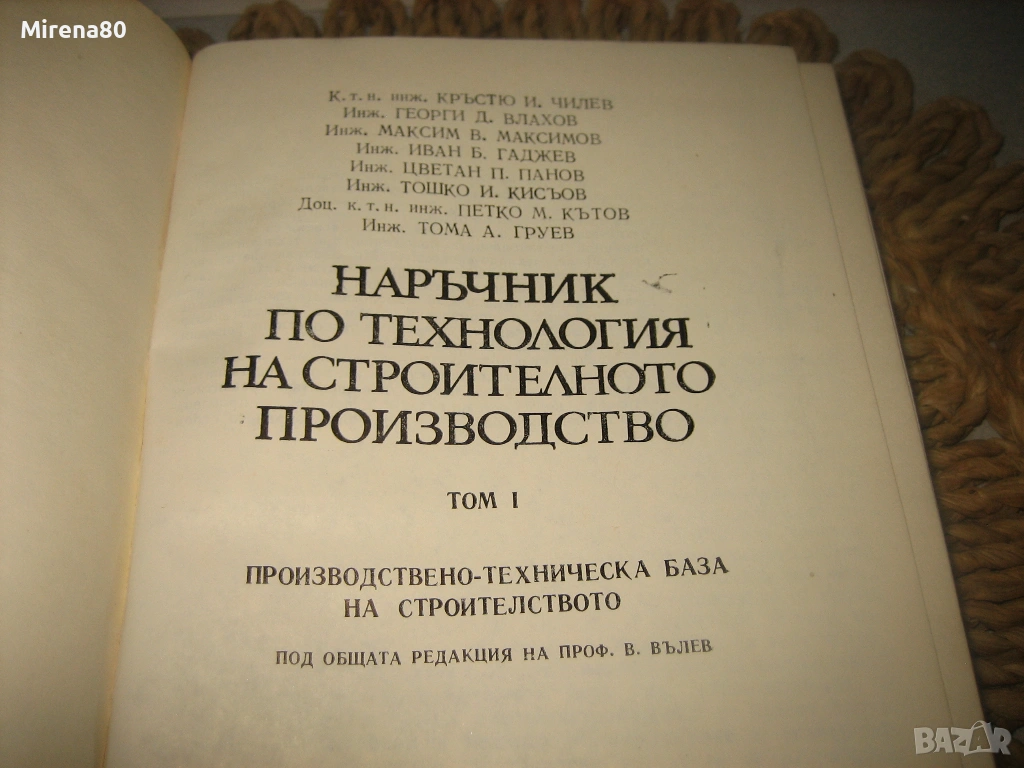 Mirena80
К. т. н. инж. КРЪСТЮ И. ЧИЛЕВ
Инж. ГЕОРГИ Д. ВЛАХОВ
Инж. МАКСИМ В. МАКСИМОВ
Инж. ИВАН Б. ГАДЖЕВ
Инж. ЦВЕТАН П. ПАНОВ
Инж. ТОШКО И. КИСЪОВ
Доц. к. т. н. инж. ПЕТКО М. КЪТОВ
Инж. ТОМА А. ГРУЕВ
НАРЪЧНИК
ПО ТЕХНОЛОГИЯ
НА СТРОИТЕЛНОТО
ПРОИЗВОДСТВО
ТОМ I
ПРОИЗВОДСТВЕНО-ТЕХНИЧЕСКА БАЗА
НА СТРОИТЕЛСТВОТО
ПОД ОБЩАТА РЕДАКЦИЯ НА ПРОФ. В. ВЪЛЕВ
BAZAR